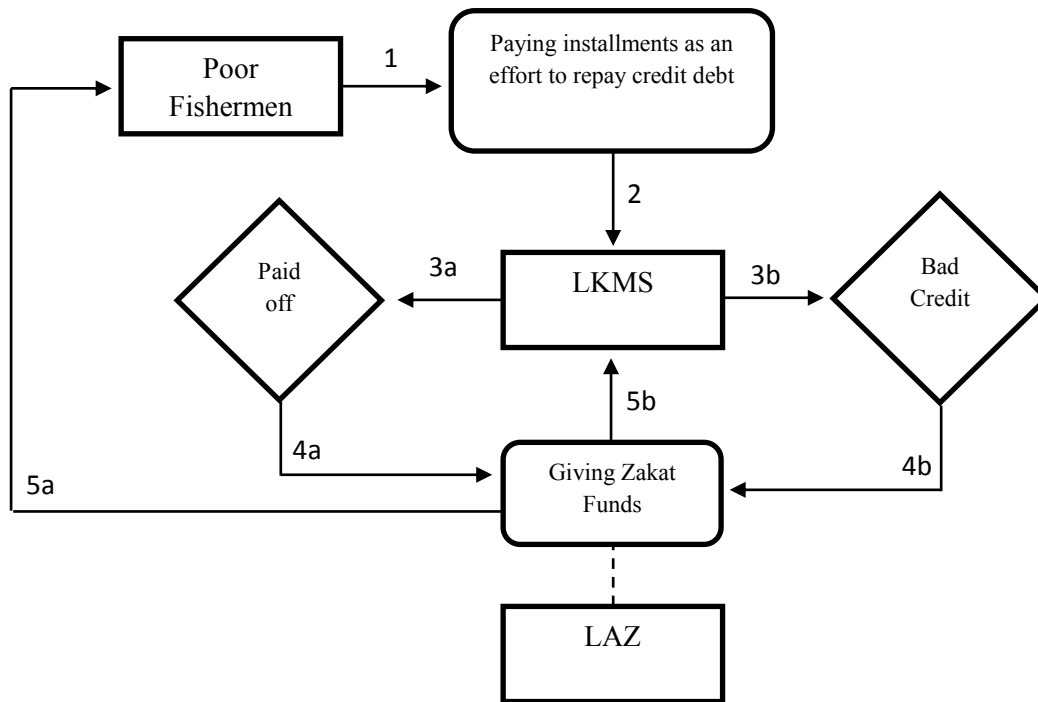 Poor
Fishermen
1
Paying installments as an
effort to repay credit debt
2
Paid
off
3a
LKMS
3b
Bad
Credit
4a
5b
4b
5a
Giving Zakat
Funds
LAZ